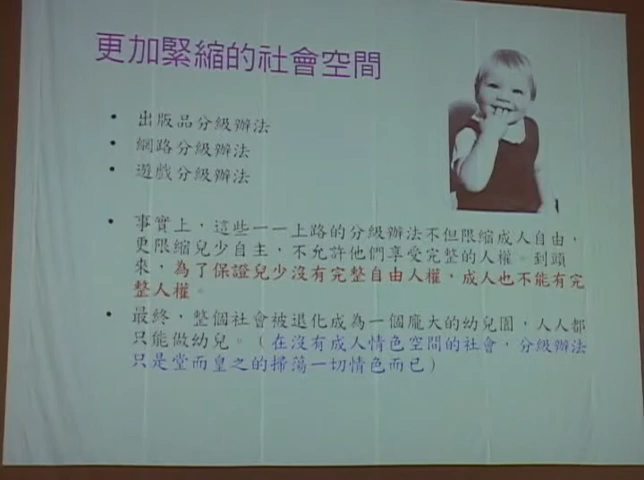 更加緊縮的社會空間
• 出版品分級辦法
• 網路分級辦法
• 遊戲分級辦法
• 事實上，這些一一上路的分級辦法不但限縮成人自由，
更限縮兒少自主，不允許他們享受完整的人權。到頭
來，為了保證兒少沒有完整自由人權，成人也不能有完
整人權。
• 最終，整個社會被退化成為一個龐大的幼兒園，人人都
只能做幼兒。（在沒有成人情色空間的社會，分級辦法
只是堂而皇之的掃蕩一切情色而已）